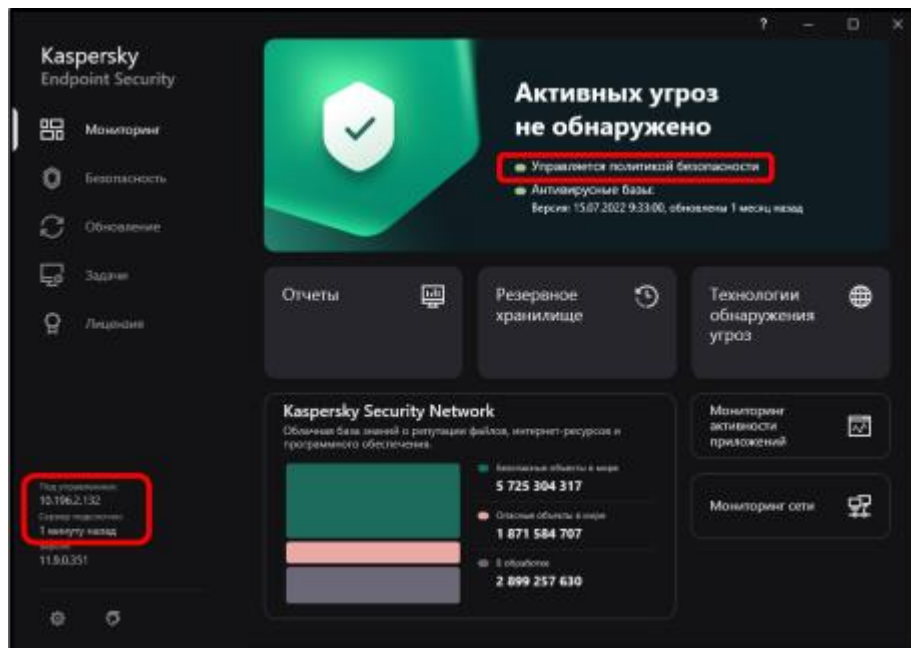 ?
Kaspersky
Endpoint Security
Мониторинг
Безопасность
Обновление
Задачи
Лицензия
Активных угроз
не обнаружено
Управляется политикой безопасности
Антивирусные базы:
Версия: 15.07.2022 9:33:00, обновлены 1 месяц назад
Отчеты
Резервное
хранилище
Технологии
обнаружения
угроз
Kaspersky Security Network
Облачная база знаний о репутации файлов, интернет-ресурсов и
программного обеспечения.
Безопасные объекты в мире
5 725 304 317
Опасные объекты в мире
1 871 584 707
В обработке
2 899 257 630
Мониторинг
активности
приложений
Мониторинг сети
Под управлением:
10.196.2.132
Сервер подключен:
1 минуту назад
Версия:
11.9.0.351